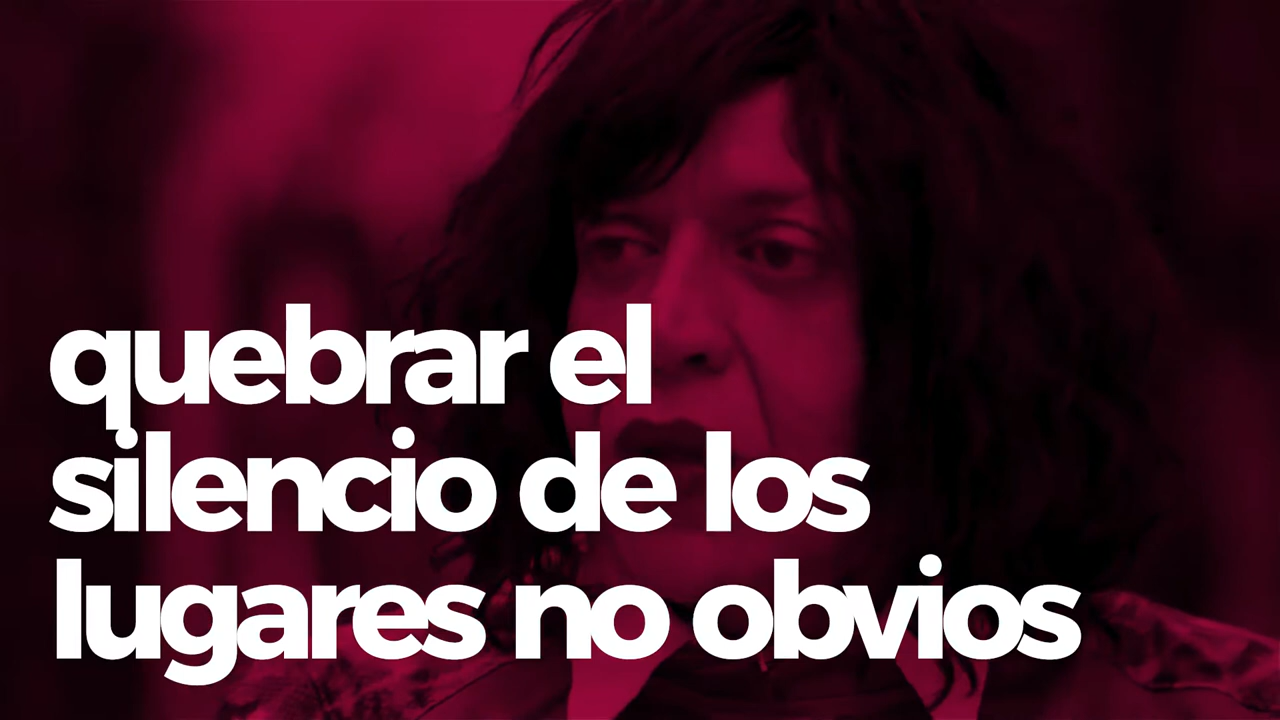 quebrar el
silencio de los
lugares no obvios